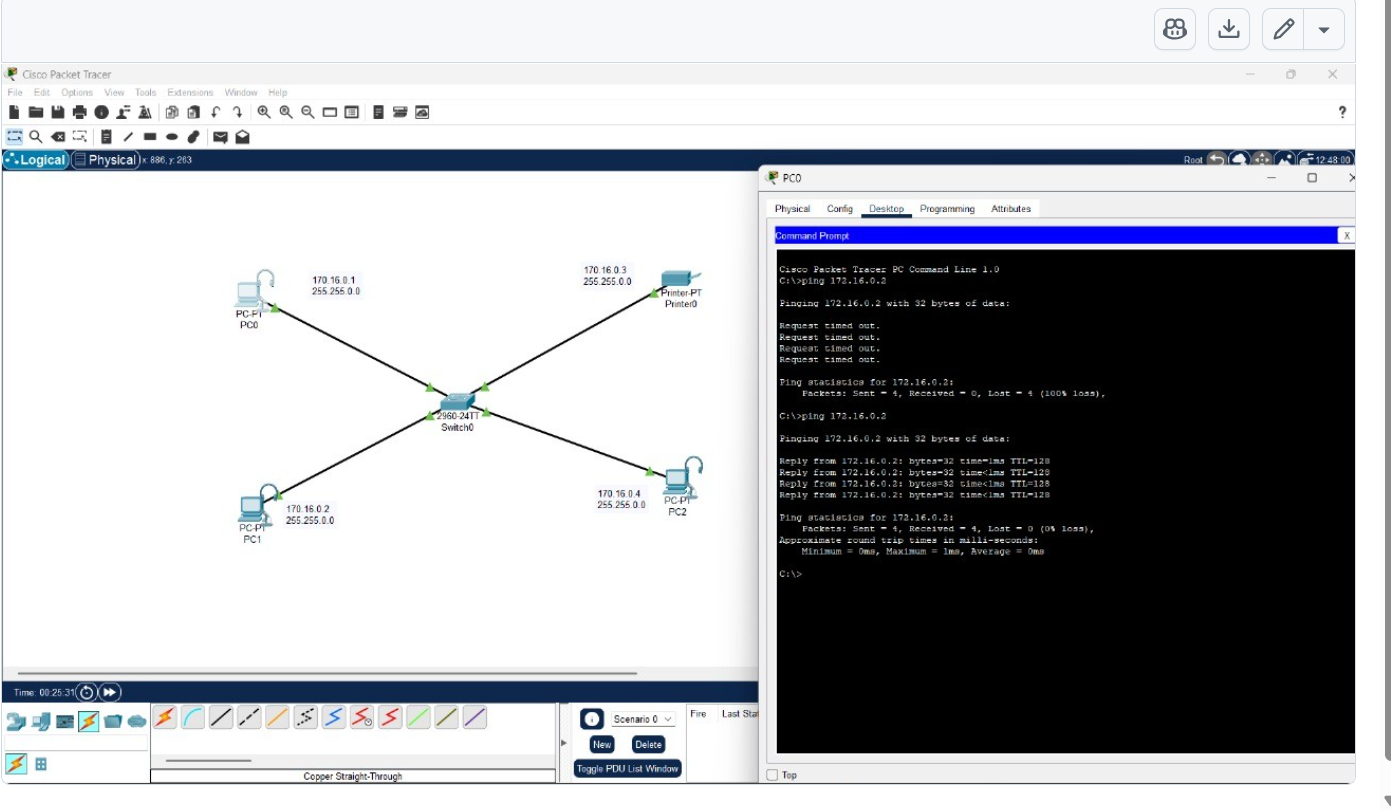 Cisco Packet Tracer
File Edit Options View Tools Extensions Window Help
?
Logical Physical x: 886, y: 263
Root 12:48:00
PC0
Physical Config Desktop Programming Attributes
Command Prompt
X
Cisco Packet Tracer PC Command Line 1.0
C:\>ping 172.16.0.2
Pinging 172.16.0.2 with 32 bytes of data:
Request timed out.
Request timed out.
Request timed out.
Request timed out.
Ping statistics for 172.16.0.2:
Packets: Sent = 4, Received = 0, Lost = 4 (100% loss),
C:\>ping 172.16.0.2
Pinging 172.16.0.2 with 32 bytes of data:
Reply from 172.16.0.2: bytes=32 time=1ms TTL=128
Reply from 172.16.0.2: bytes=32 time<1ms TTL=128
Reply from 172.16.0.2: bytes=32 time<1ms TTL=128
Reply from 172.16.0.2: bytes=32 time<1ms TTL=128
Ping statistics for 172.16.0.2:
Packets: Sent = 4, Received = 4, Lost = 0 (0% loss),
Approximate round trip times in milli-seconds:
Minimum = 0ms, Maximum = 1ms, Average = 0ms
C:\>
Top
170.16.0.1
255.255.0.0
PC-PT
PC0
170.16.0.3
255.255.0.0
Printer-PT
Printer0
2960-24TT
Switch0
170.16.0.2
255.255.0.0
PC-PT
PC1
170.16.0.4
255.255.0.0
PC-PT
PC2
Time: 00:25:31
Copper Straight-Through
Scenario 0
New Delete
Toggle PDU List Window
Fire Last Sta